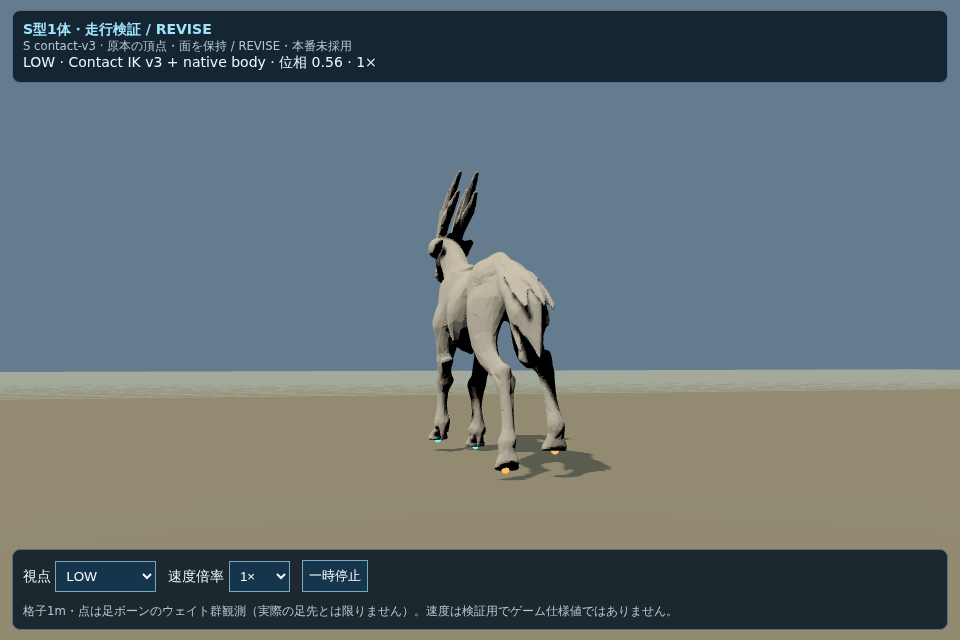 S型1体・走行検証 / REVISE
S contact-v3 · 原本の頂点・面を保持 / REVISE・本番未採用
LOW · Contact IK v3 + native body · 位相 0.56 · 1×
視点 LOW 速度倍率 1× 一時停止
格子1m・点は足ボーンのウェイト群観測（実際の足先とは限りません）。速度は検証用でゲーム仕様値ではありません。